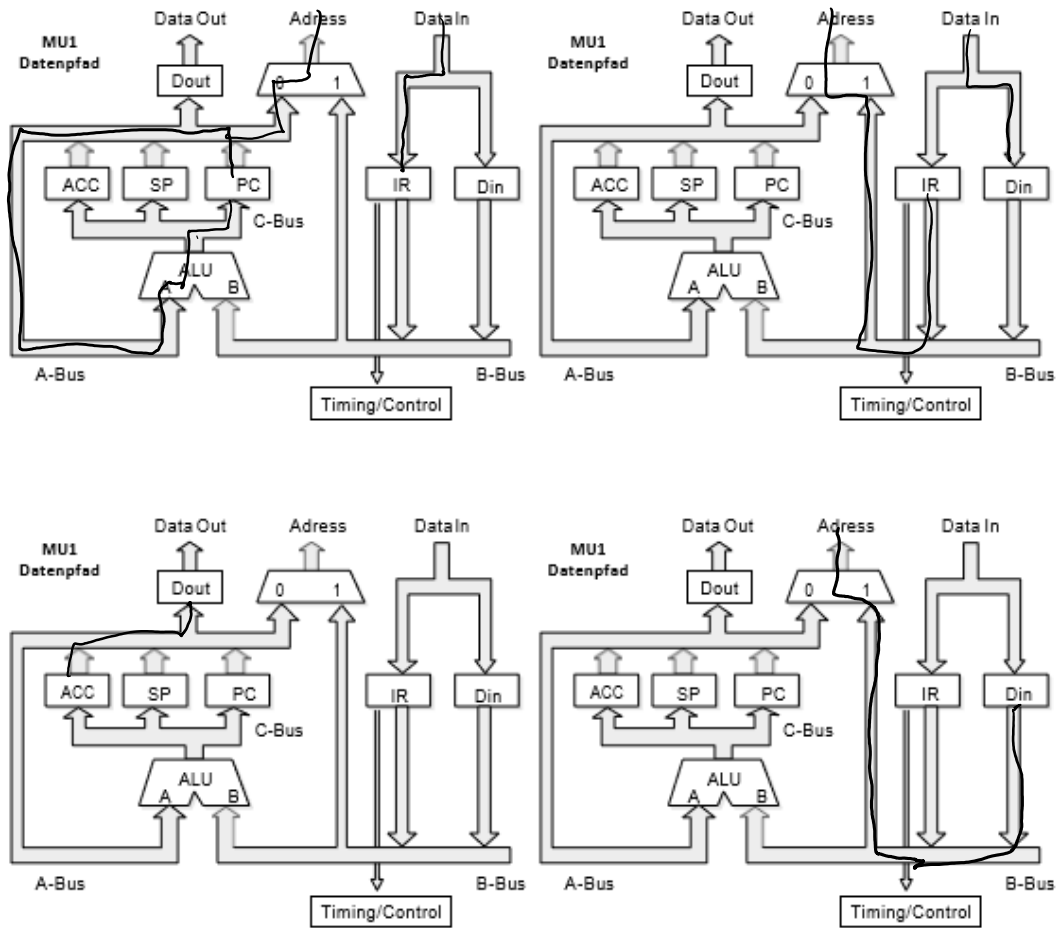 Data Out Adress Data In
MU1
Datenpfad
Dout
0 1
ACC SP PC IR Din
C-Bus
ALU
A B
A-Bus B-Bus
Timing/Control
Data Out Adress Data In
MU1
Datenpfad
Dout
0 1
ACC SP PC IR Din
C-Bus
ALU
A B
A-Bus B-Bus
Timing/Control
Data Out Adress Data In
MU1
Datenpfad
Dout
0 1
ACC SP PC IR Din
C-Bus
ALU
A B
A-Bus B-Bus
Timing/Control
Data Out Adress Data In
MU1
Datenpfad
Dout
0 1
ACC SP PC IR Din
C-Bus
ALU
A B
A-Bus B-Bus
Timing/Control